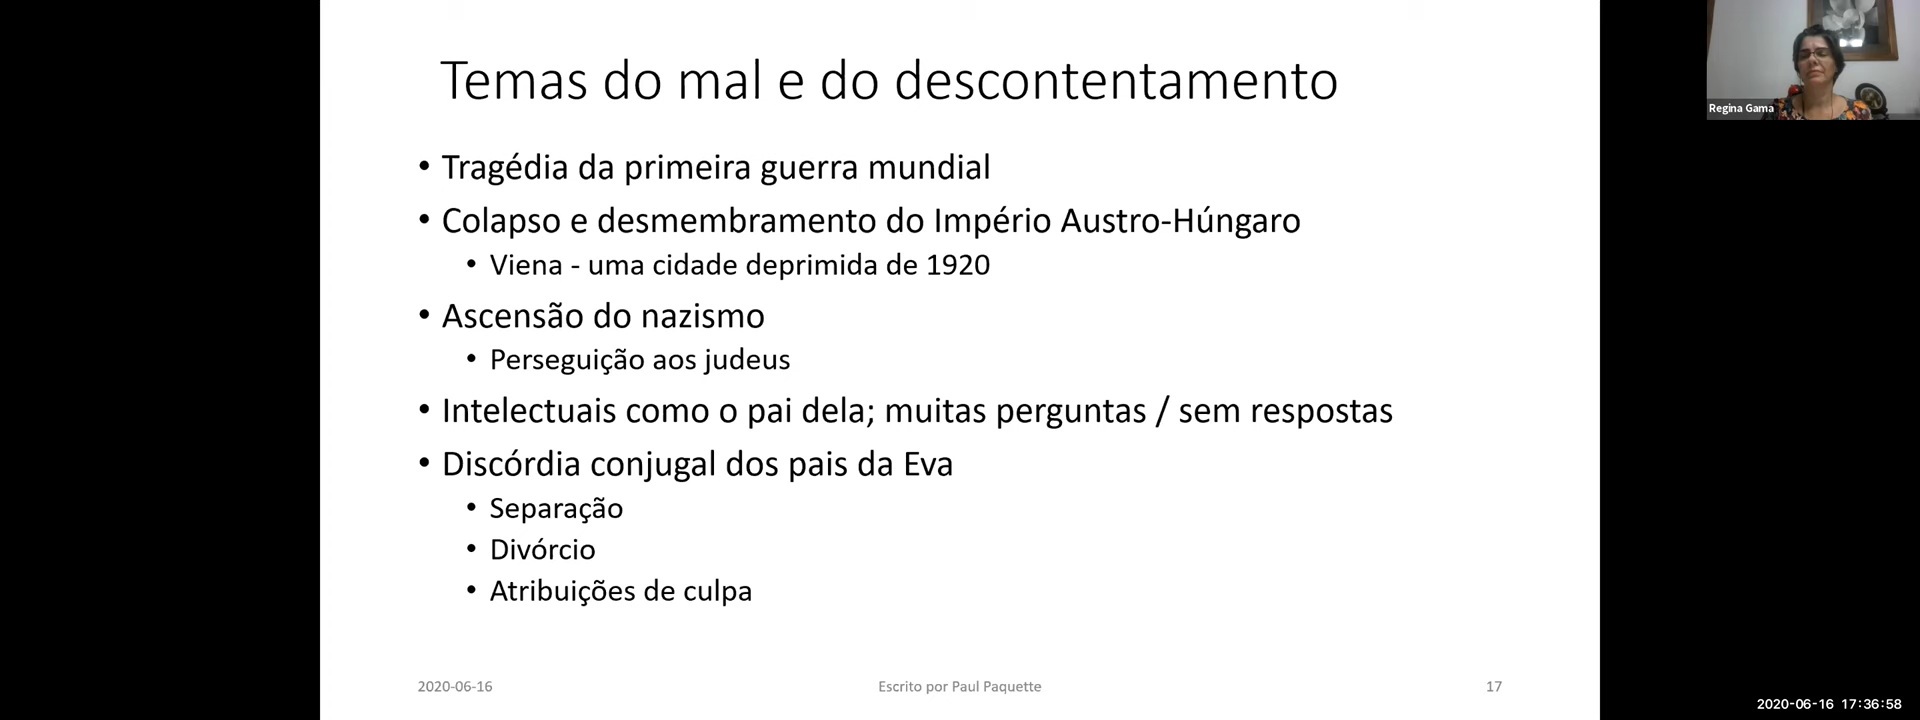 Temas do mal e do descontentamento
• Tragédia da primeira guerra mundial
• Colapso e desmembramento do Império Austro-Húngaro
• Viena - uma cidade deprimida de 1920
• Ascensão do nazismo
• Perseguição aos judeus
• Intelectuais como o pai dela; muitas perguntas / sem respostas
• Discórdia conjugal dos pais da Eva
• Separação
• Divórcio
• Atribuições de culpa
2020-06-16
Escrito por Paul Paquette
17
Regina Gama
2020-06-16 17:36:58